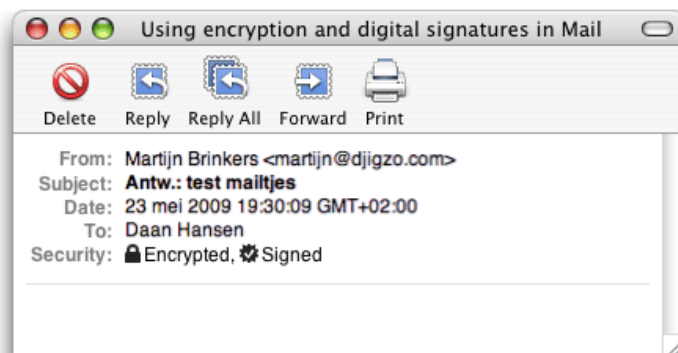 Using encryption and digital signatures in Mail
Delete Reply Reply All Forward Print
From: Martijn Brinkers <martijn@djigzo.com>
Subject: Antw.: test mailtjes
Date: 23 mei 2009 19:30:09 GMT+02:00
To: Daan Hansen
Security: Encrypted, Signed